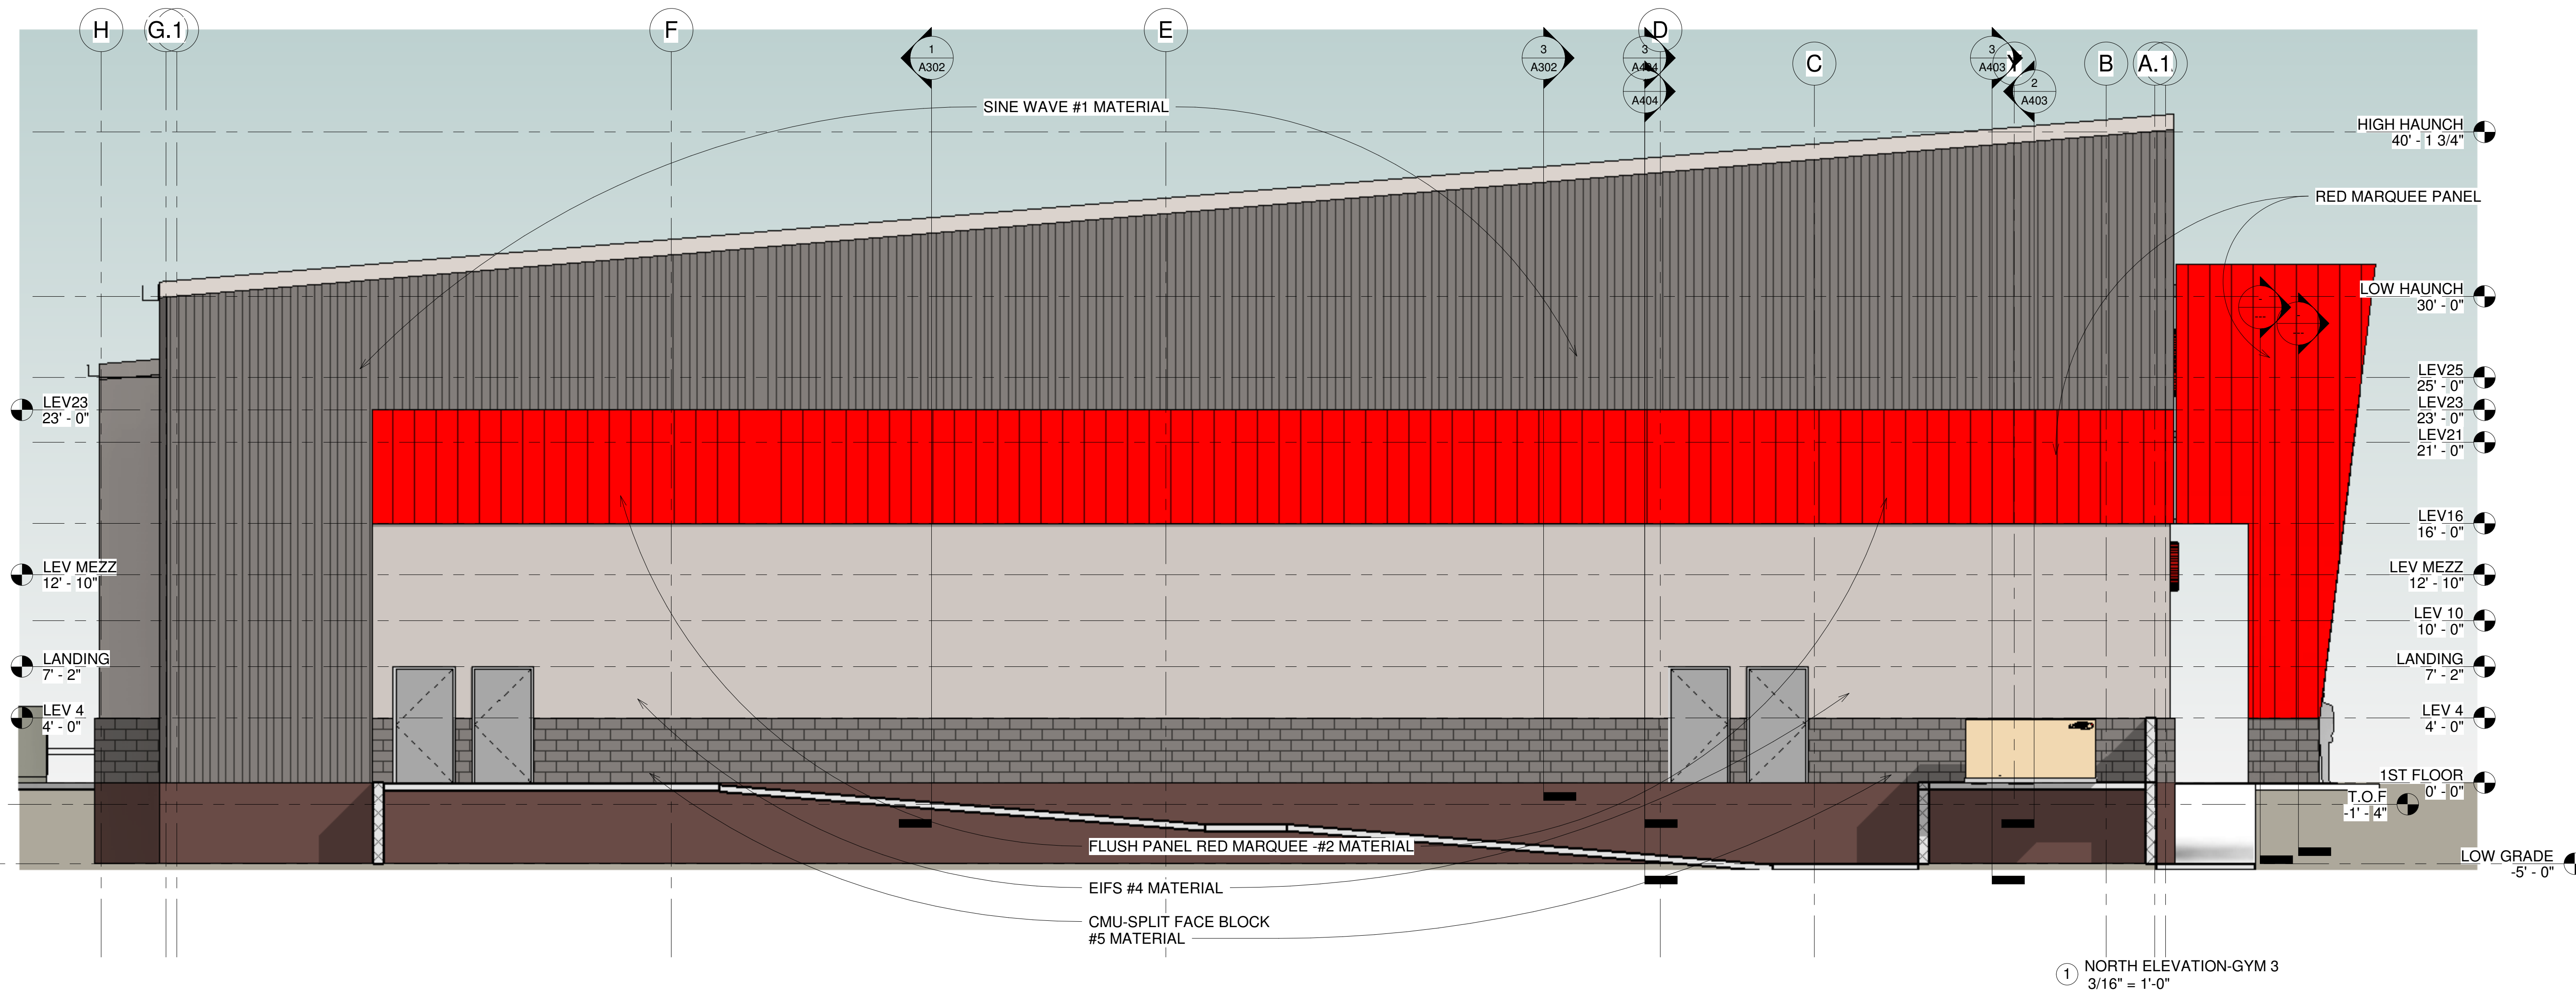 H
G.1
F
E
D
C
Y
B
A.1
1
A302
3
A302
3
A404
A404
3
A403
2
A403
SINE WAVE #1 MATERIAL
HIGH HAUNCH
40' - 1 3/4"
RED MARQUEE PANEL
LOW HAUNCH
30' - 0"
LEV25
25' - 0"
LEV23
23' - 0"
LEV23
23' - 0"
LEV21
21' - 0"
LEV16
16' - 0"
LEV MEZZ
12' - 10"
LEV MEZZ
12' - 10"
LEV 10
10' - 0"
LANDING
7' - 2"
LANDING
7' - 2"
LEV 4
4' - 0"
LEV 4
4' - 0"
1ST FLOOR
0' - 0"
T.O.F
-1' - 4"
FLUSH PANEL RED MARQUEE -#2 MATERIAL
LOW GRADE
-5' - 0"
EIFS #4 MATERIAL
CMU-SPLIT FACE BLOCK
#5 MATERIAL
1
NORTH ELEVATION-GYM 3
3/16" = 1'-0"